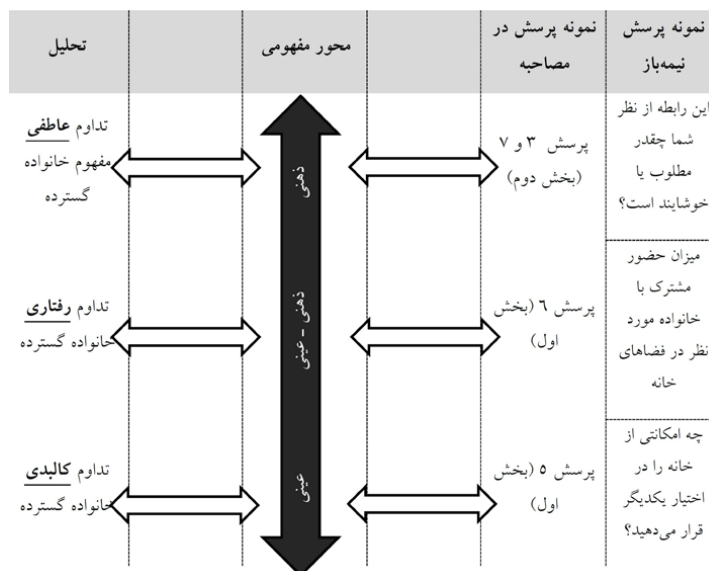 نمونه پرسش
نیمه‌باز
نمونه پرسش در
مصاحبه
محور مفهومی
تحلیل
این رابطه از نظر
شما چقدر
مطلوب یا
خوشایند است؟
پرسش ۳ و ۷
(بخش دوم)
ذهنی
تداوم عاطفی
مفهوم خانواده
گسترده
میزان حضور
مشترک با
خانواده مورد
نظر در فضاهای
خانه
پرسش ٦ (بخش
اول)
ذهنی - عینی
تداوم رفتاری
خانواده گسترده
چه امکانتی از
خانه را در
اختیار یکدیگر
قرار می‌دهید؟
پرسش ٥ (بخش
اول)
عینی
تداوم کالبدی
خانواده گسترده